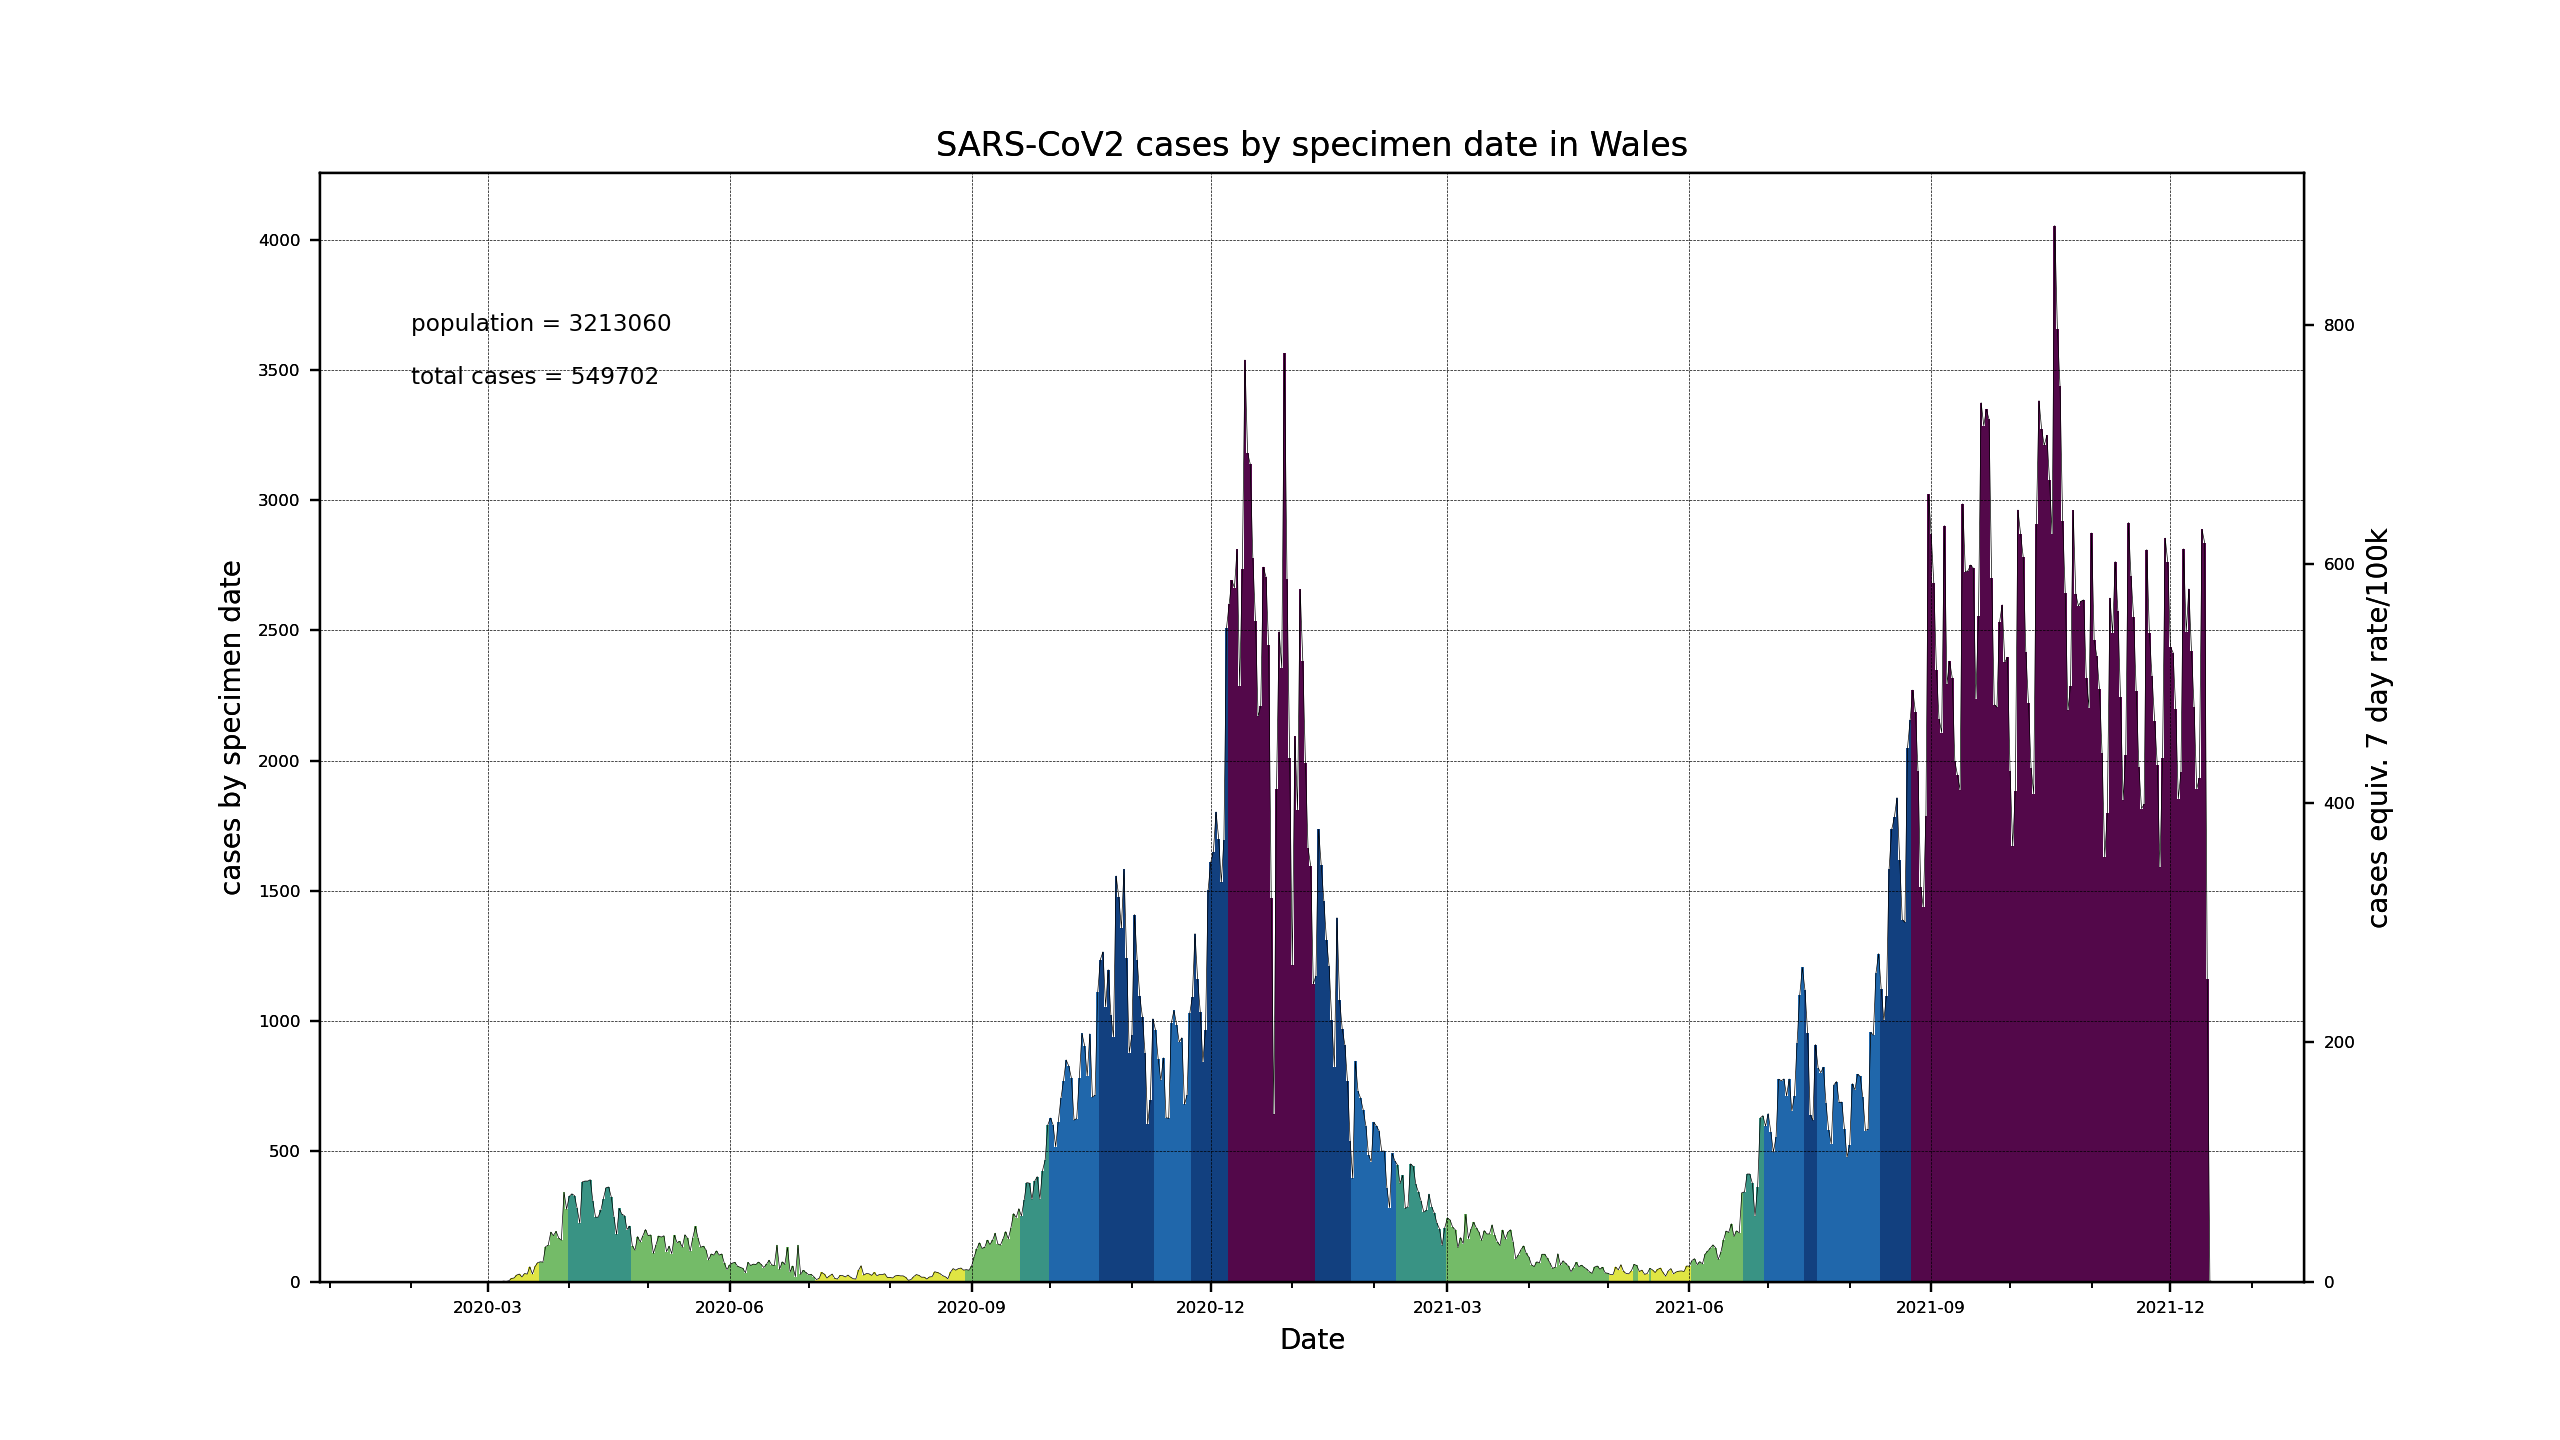 SARS-CoV2 cases by specimen date in Wales
population = 3213060
total cases = 549702
cases by specimen date
4000
3500
3000
2500
2000
1500
1000
500
0
800
600
400
200
0
cases equiv. 7 day rate/100k
2020-03 2020-06 2020-09 2020-12 2021-03 2021-06 2021-09 2021-12
Date